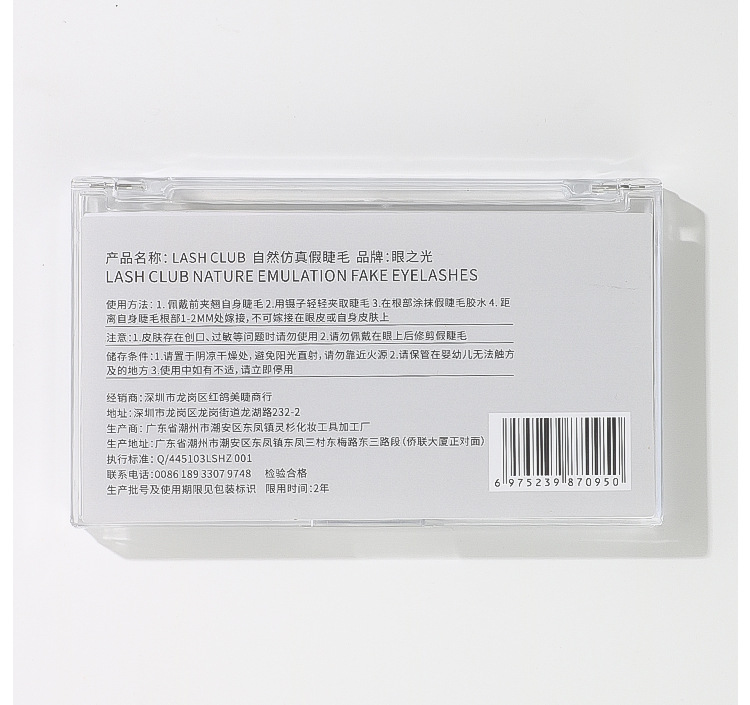 产品名称：LASH CLUB 自然仿真假睫毛 品牌：眼之光
LASH CLUB NATURE EMULATION FAKE EYELASHES
使用方法：1. 佩戴前夹翘自身睫毛 2.用镊子轻轻夹取睫毛 3.在根部涂抹假睫毛胶水 4. 距
离自身睫毛根部1-2MM处嫁接，不可嫁接在眼皮或自身皮肤上
注意：1.皮肤存在创口、过敏等问题时请勿使用 2.请勿佩戴在眼上后修剪假睫毛
储存条件：1.请置于阴凉干燥处，避免阳光直射，请勿靠近火源 2.请保管在婴幼儿无法触方
及的地方 3.使用中如有不适，请立即停用
经销商：深圳市龙岗区红鸽美睫商行
地址：深圳市龙岗区龙岗街道龙湖路232-2
生产商：广东省潮州市潮安区东凤镇灵杉化妆工具加工厂
生产地址：广东省潮州市潮安区东凤镇东凤三村东梅路东三路段（侨联大厦正对面）
执行标准：Q/445103LSHZ 001
联系电话：0086 189 3307 9748 检验合格
生产批号及使用期限见包装标识 限用时间：2年
6 975239 870950